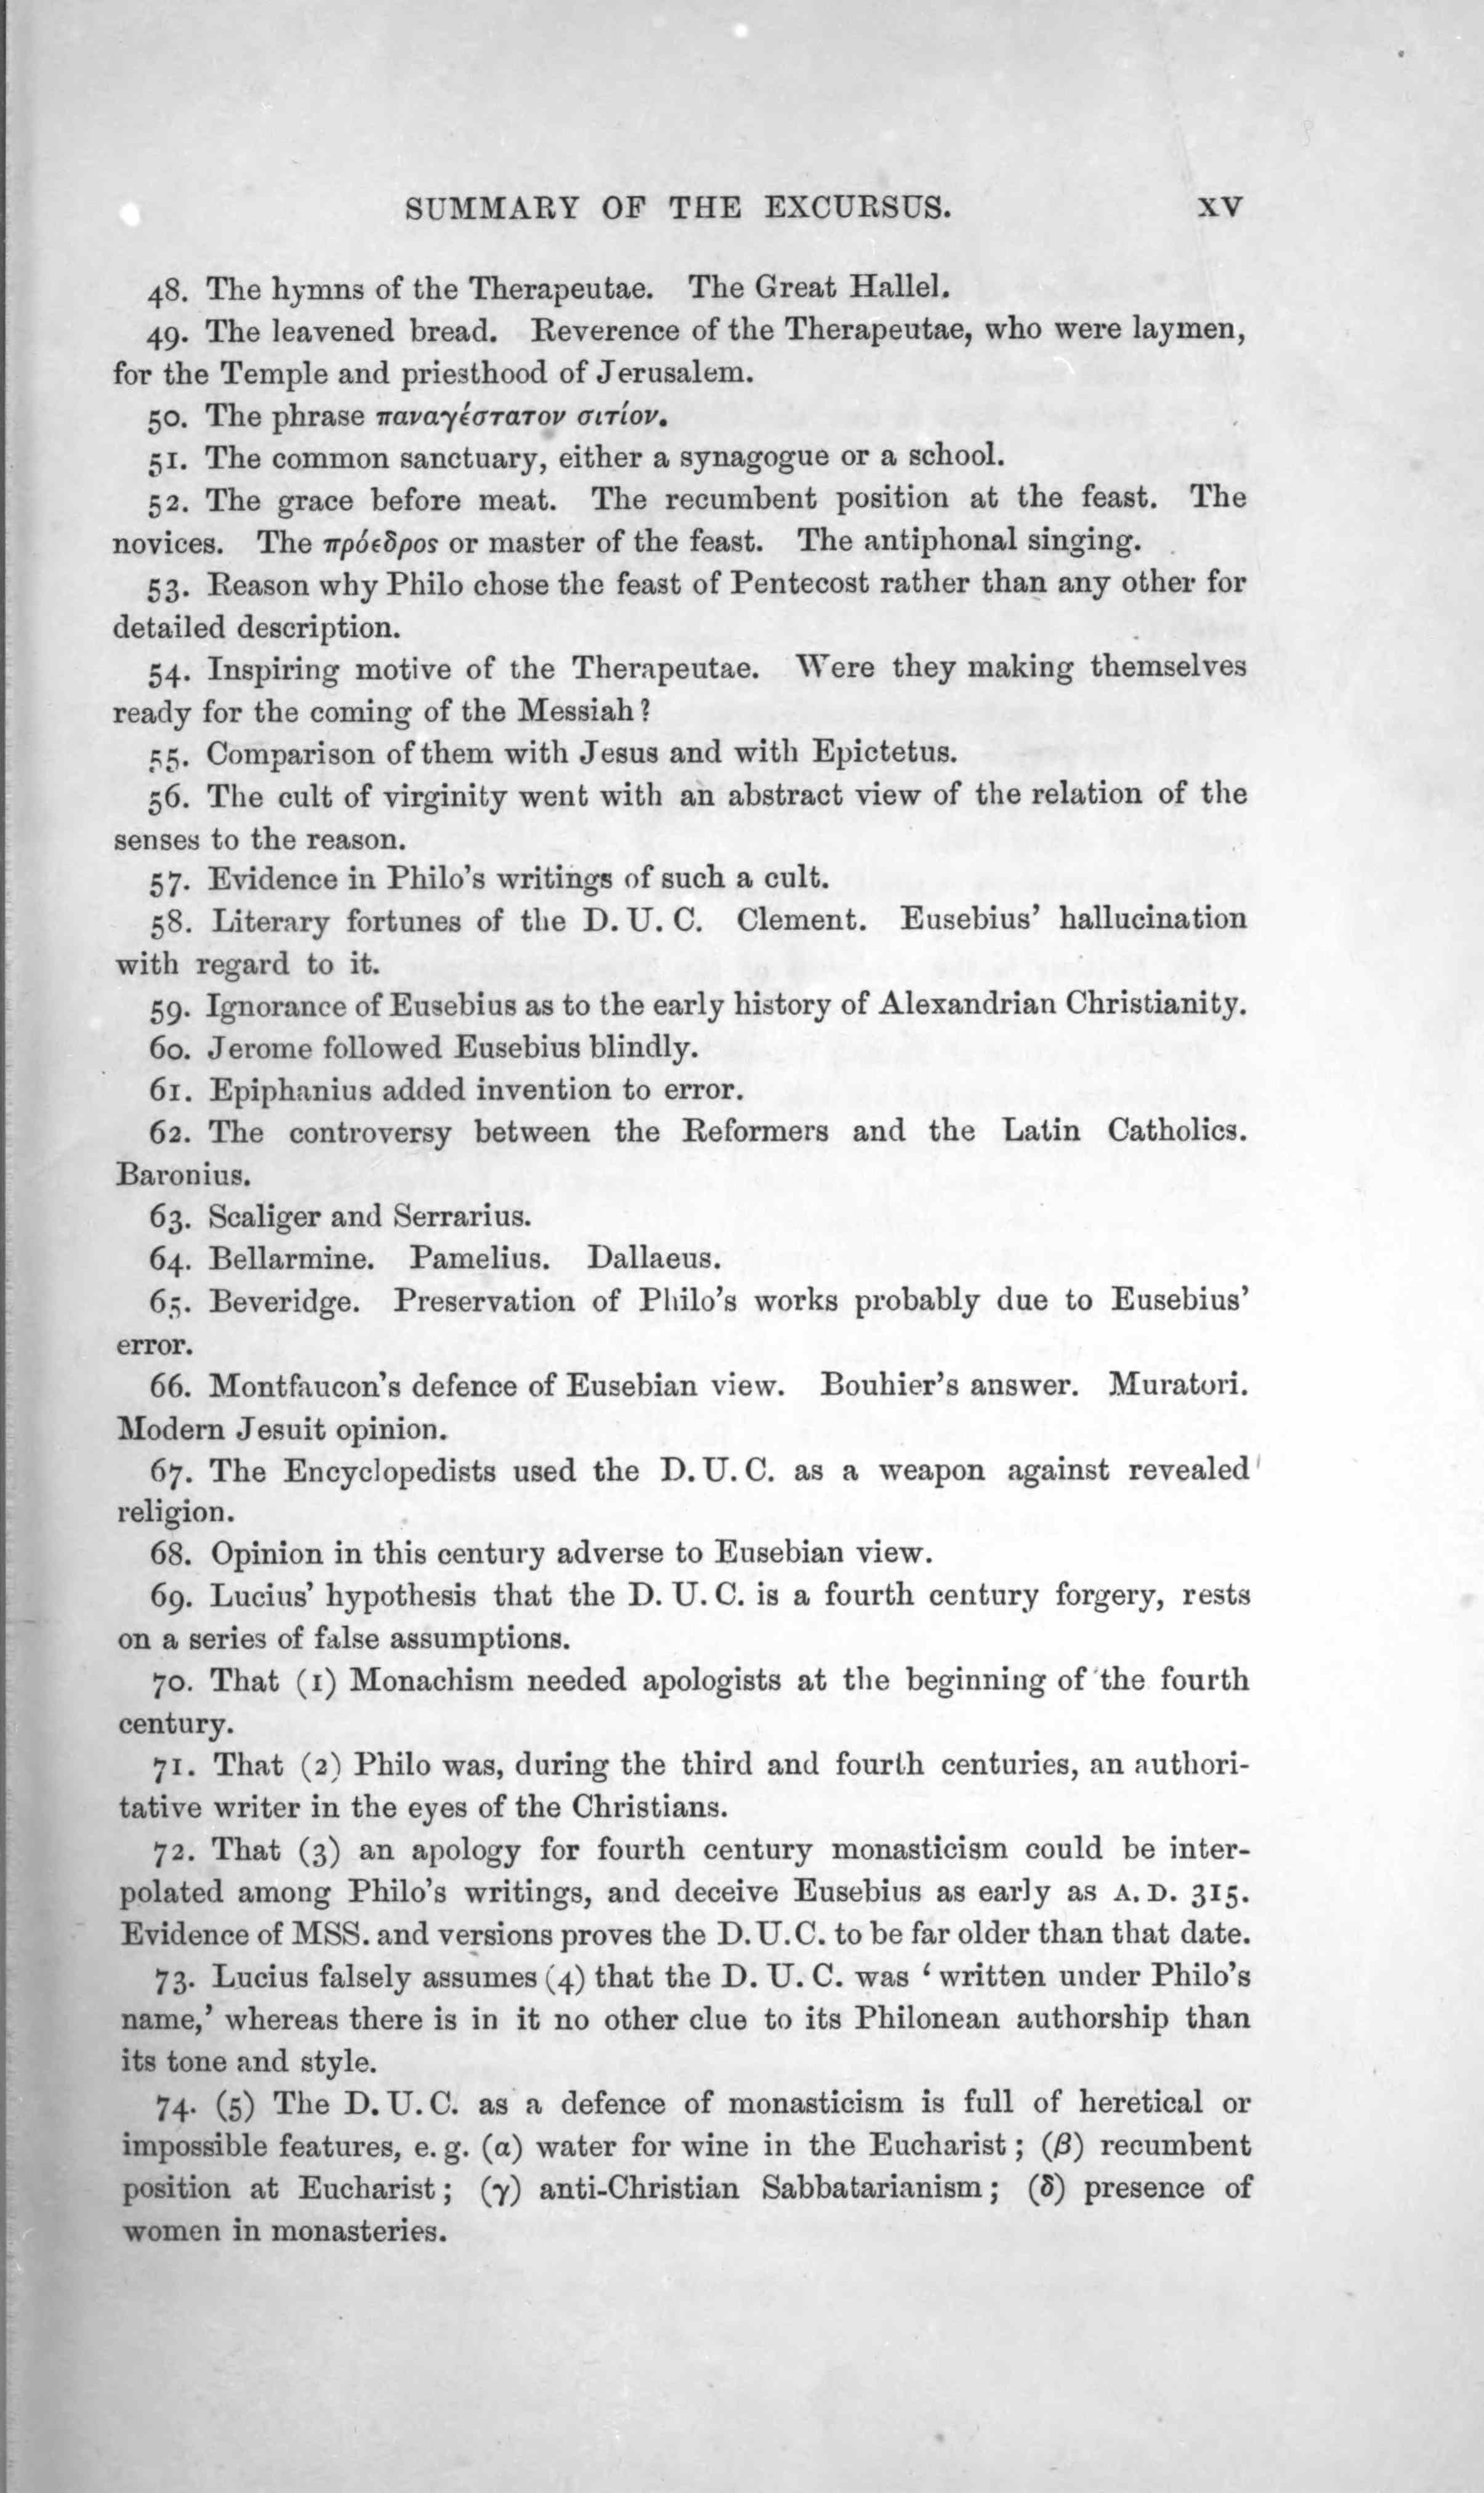 SUMMARY OF THE EXCURSUS. XV
48. The hymns of the Therapeutae. The Great Hallel.
49. The leavened bread. Reverence of the Therapeutae, who were laymen,
for the Temple and priesthood of Jerusalem.
50. The phrase παναγέστατον σιτίον.
51. The common sanctuary, either a synagogue or a school.
52. The grace before meat. The recumbent position at the feast. The
novices. The πρόεδρος or master of the feast. The antiphonal singing.
53. Reason why Philo chose the feast of Pentecost rather than any other for
detailed description.
54. Inspiring motive of the Therapeutae. Were they making themselves
ready for the coming of the Messiah?
55. Comparison of them with Jesus and with Epictetus.
56. The cult of virginity went with an abstract view of the relation of the
senses to the reason.
57. Evidence in Philo's writings of such a cult.
58. Literary fortunes of the D. U. C. Clement. Eusebius' hallucination
with regard to it.
59. Ignorance of Eusebius as to the early history of Alexandrian Christianity.
60. Jerome followed Eusebius blindly.
61. Epiphanius added invention to error.
62. The controversy between the Reformers and the Latin Catholics.
Baronius.
63. Scaliger and Serrarius.
64. Bellarmine. Pamelius. Dallaeus.
65. Beveridge. Preservation of Philo's works probably due to Eusebius'
error.
66. Montfaucon's defence of Eusebian view. Bouhier's answer. Muratori.
Modern Jesuit opinion.
67. The Encyclopedists used the D. U. C. as a weapon against revealed
religion.
68. Opinion in this century adverse to Eusebian view.
69. Lucius' hypothesis that the D. U. C. is a fourth century forgery, rests
on a series of false assumptions.
70. That (1) Monachism needed apologists at the beginning of the fourth
century.
71. That (2) Philo was, during the third and fourth centuries, an authori-
tative writer in the eyes of the Christians.
72. That (3) an apology for fourth century monasticism could be inter-
polated among Philo's writings, and deceive Eusebius as early as A. D. 315.
Evidence of MSS. and versions proves the D. U. C. to be far older than that date.
73. Lucius falsely assumes (4) that the D. U. C. was ‘written under Philo's
name,’ whereas there is in it no other clue to its Philonean authorship than
its tone and style.
74. (5) The D. U. C. as a defence of monasticism is full of heretical or
impossible features, e. g. (α) water for wine in the Eucharist; (β) recumbent
position at Eucharist; (γ) anti-Christian Sabbatarianism; (δ) presence of
women in monasteries.